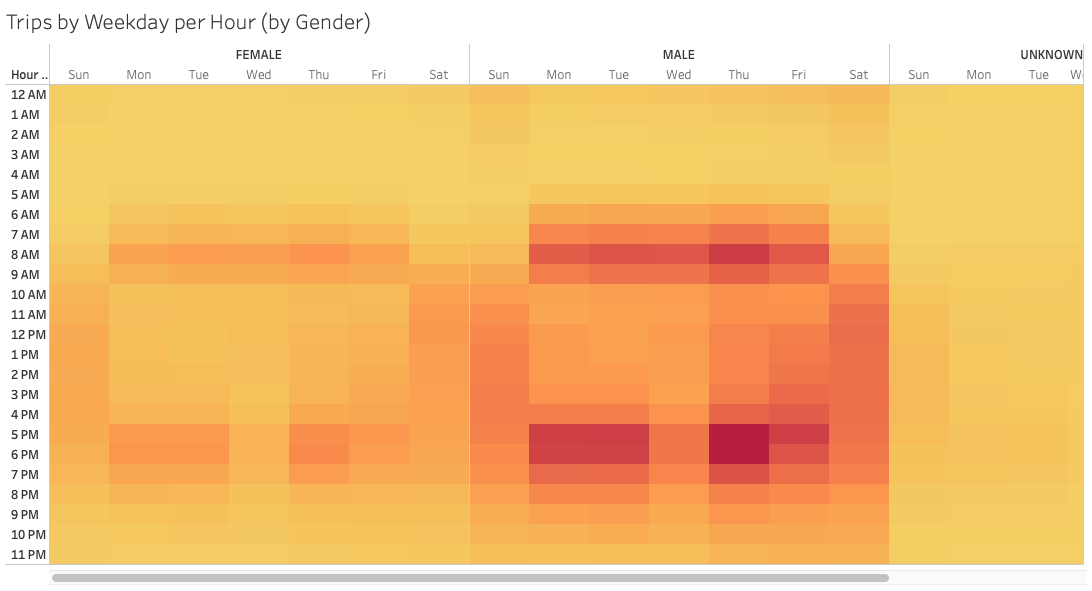 Trips by Weekday per Hour (by Gender)
FEMALE MALE UNKNOWN
Hour .. Sun Mon Tue Wed Thu Fri Sat Sun Mon Tue Wed Thu Fri Sat Sun Mon Tue W
12 AM
1 AM
2 AM
3 AM
4 AM
5 AM
6 AM
7 AM
8 AM
9 AM
10 AM
11 AM
12 PM
1 PM
2 PM
3 PM
4 PM
5 PM
6 PM
7 PM
8 PM
9 PM
10 PM
11 PM